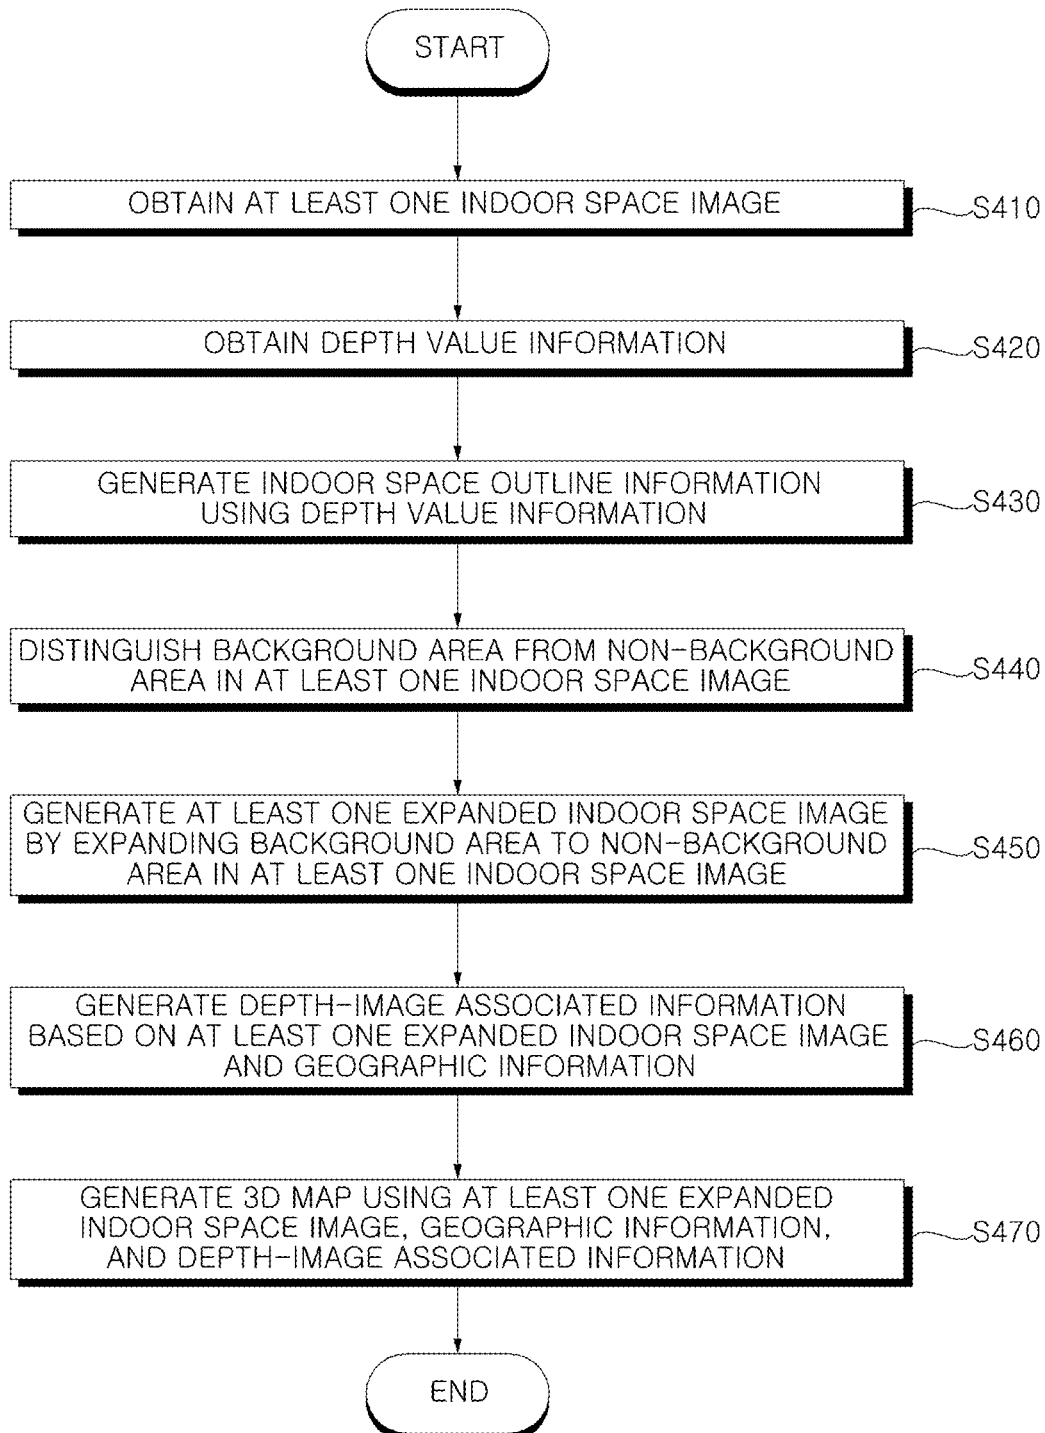 START
OBTAIN AT LEAST ONE INDOOR SPACE IMAGE
S410
OBTAIN DEPTH VALUE INFORMATION
S420
GENERATE INDOOR SPACE OUTLINE INFORMATION
USING DEPTH VALUE INFORMATION
S430
DISTINGUISH BACKGROUND AREA FROM NON-BACKGROUND
AREA IN AT LEAST ONE INDOOR SPACE IMAGE
S440
GENERATE AT LEAST ONE EXPANDED INDOOR SPACE IMAGE
BY EXPANDING BACKGROUND AREA TO NON-BACKGROUND
AREA IN AT LEAST ONE INDOOR SPACE IMAGE
S450
GENERATE DEPTH-IMAGE ASSOCIATED INFORMATION
BASED ON AT LEAST ONE EXPANDED INDOOR SPACE IMAGE
AND GEOGRAPHIC INFORMATION
S460
GENERATE 3D MAP USING AT LEAST ONE EXPANDED
INDOOR SPACE IMAGE, GEOGRAPHIC INFORMATION,
AND DEPTH-IMAGE ASSOCIATED INFORMATION
S470
END